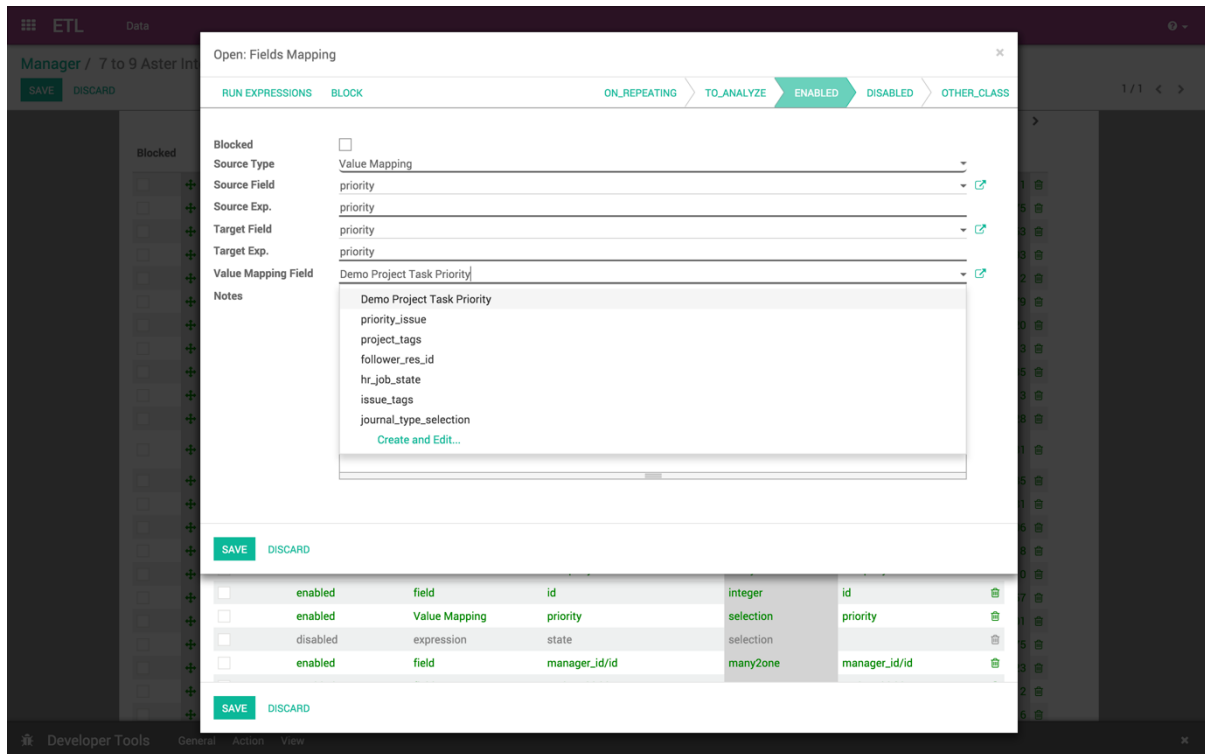 ETL Data
Manager / 7 to 9 Aster Int
SAVE DISCARD
1 / 1
Open: Fields Mapping
RUN EXPRESSIONS BLOCK ON_REPEATING TO_ANALYZE ENABLED DISABLED OTHER_CLASS
Blocked
Blocked
Source Type Value Mapping
Source Field priority
Source Exp. priority
Target Field priority
Target Exp. priority
Value Mapping Field Demo Project Task Priority
Notes
Demo Project Task Priority
priority_issue
project_tags
follower_res_id
hr_job_state
issue_tags
journal_type_selection
Create and Edit...
SAVE DISCARD
enabled field id integer id
enabled Value Mapping priority selection priority
disabled expression state selection
enabled field manager_id/id many2one manager_id/id
SAVE DISCARD
Developer Tools General Action View